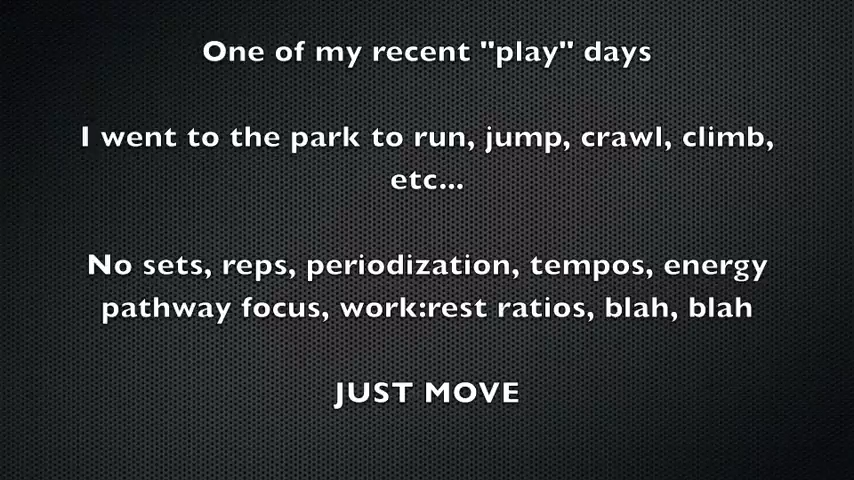 One of my recent "play" days
I went to the park to run, jump, crawl, climb,
etc...
No sets, reps, periodization, tempos, energy
pathway focus, work:rest ratios, blah, blah
JUST MOVE